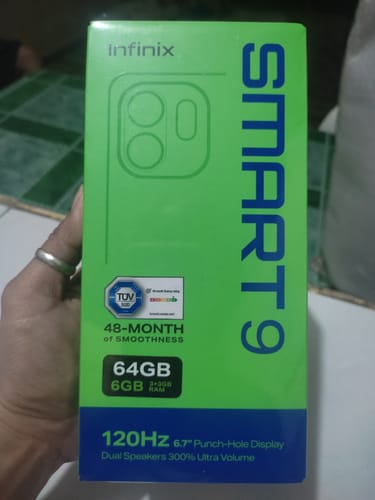 Infinix
SMART 9
TÜV
SÜD
48-MONTH
of SMOOTHNESS
64GB
6GB 3+3GB
RAM
120Hz 6.7" Punch-Hole Display
Dual Speakers 300% Ultra Volume